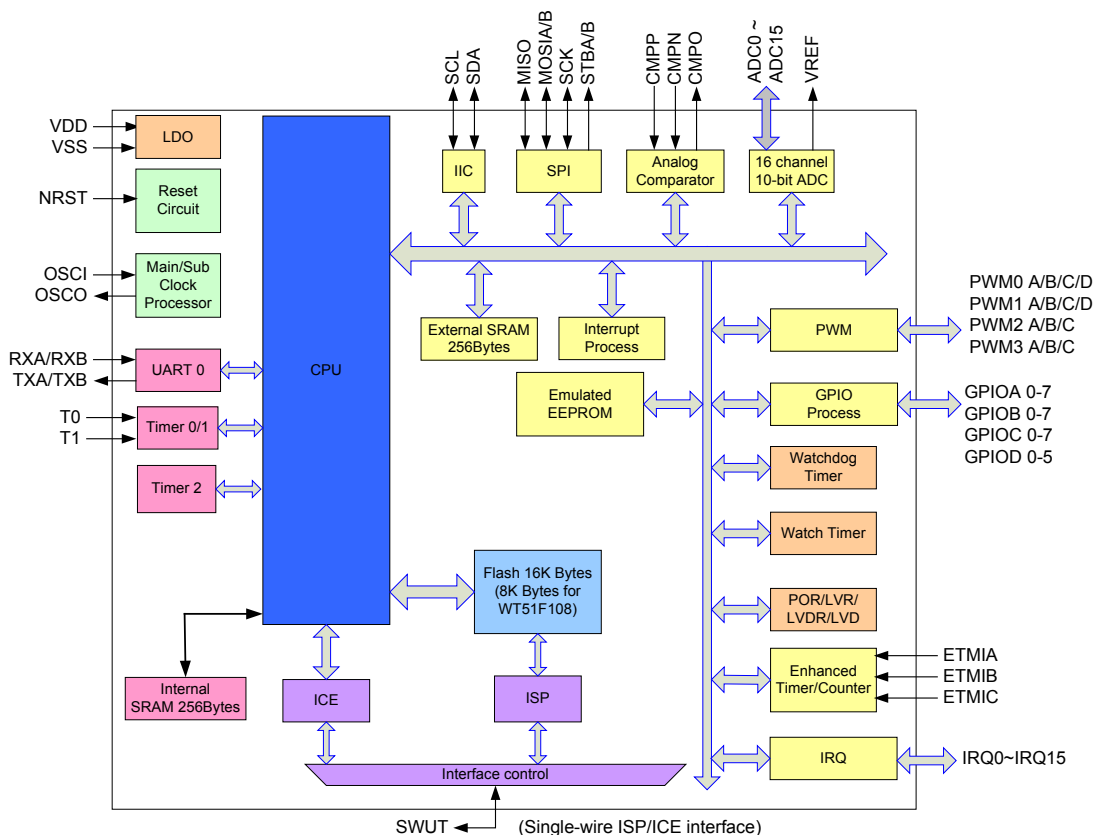 SCL
SDA
MISO
MOSIA/B
SCK
STBA/B
CMPP
CMPN
CMPO
ADC0 ~
ADC15
VREF
VDD
VSS
LDO
NRST
Reset
Circuit
OSCI
OSCO
Main/Sub
Clock
Processor
RXA/RXB
TXA/TXB
UART 0
T0
T1
Timer 0/1
Timer 2
CPU
IIC
SPI
Analog
Comparator
16 channel
10-bit ADC
External SRAM
256Bytes
Interrupt
Process
Emulated
EEPROM
PWM
PWM0 A/B/C/D
PWM1 A/B/C/D
PWM2 A/B/C
PWM3 A/B/C
GPIO
Process
GPIOA 0-7
GPIOB 0-7
GPIOC 0-7
GPIOD 0-5
Watchdog
Timer
Watch Timer
POR/LVR/
LVDR/LVD
Enhanced
Timer/Counter
ETMIA
ETMIB
ETMIC
IRQ
IRQ0~IRQ15
Flash 16K Bytes
(8K Bytes for
WT51F108)
Internal
SRAM 256Bytes
ICE
ISP
Interface control
SWUT
(Single-wire ISP/ICE interface)